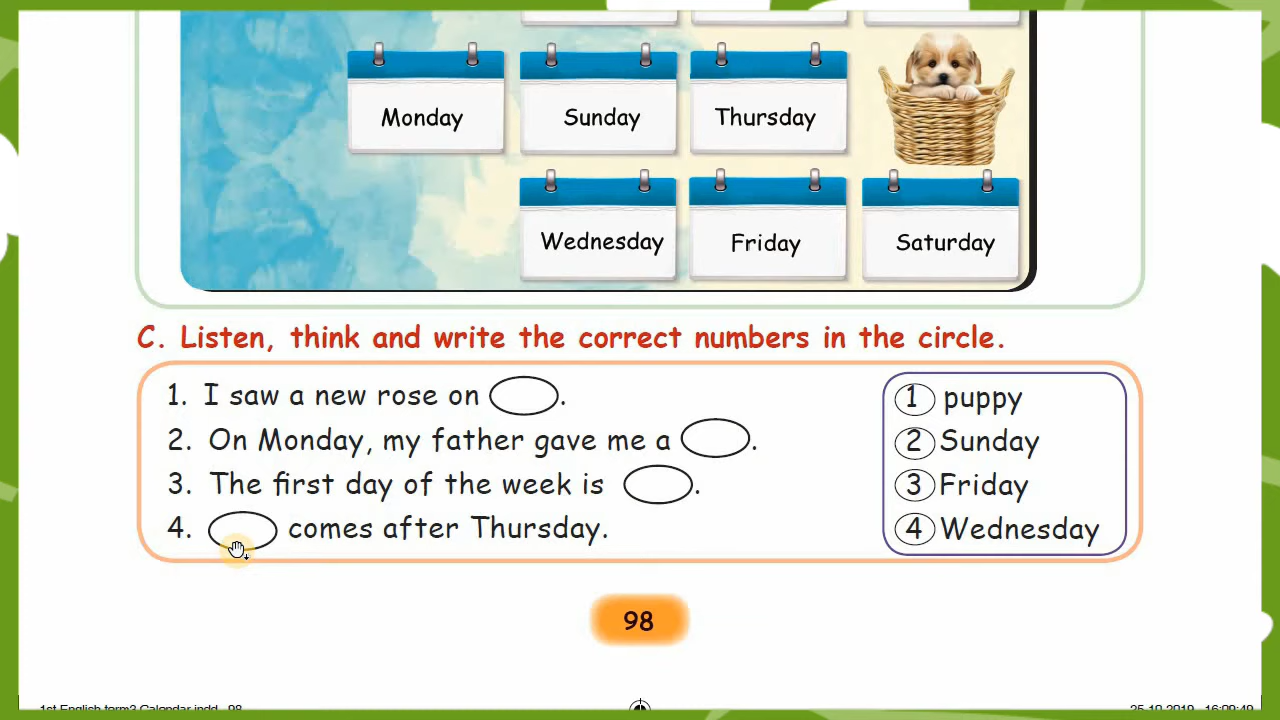 Monday Sunday Thursday
Wednesday Friday Saturday
C. Listen, think and write the correct numbers in the circle.
1. I saw a new rose on .
2. On Monday, my father gave me a .
3. The first day of the week is .
4. comes after Thursday.
1 puppy
2 Sunday
3 Friday
4 Wednesday
98